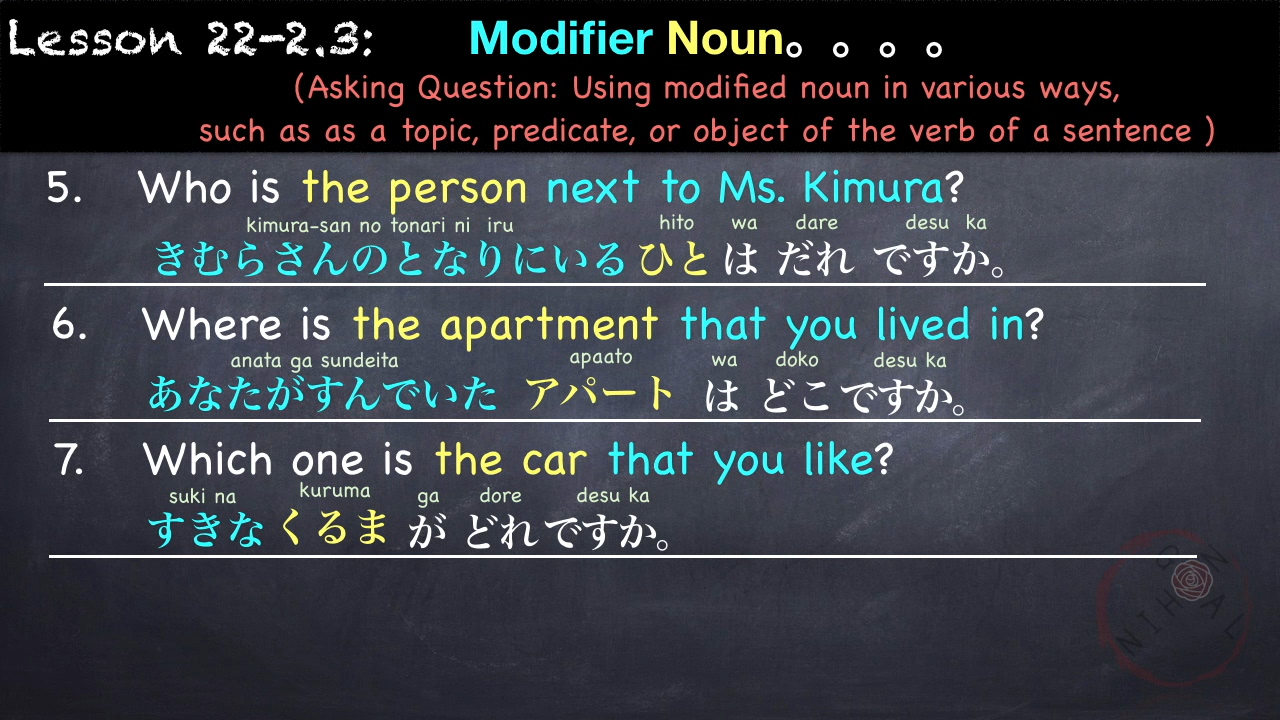 Lesson 22-2.3: Modifier Noun。。。。
(Asking Question: Using modified noun in various ways,
such as as a topic, predicate, or object of the verb of a sentence )
5. Who is the person next to Ms. Kimura?
kimura-san no tonari ni iru hito wa dare desu ka
きむらさんのとなりにいる ひと は だれ ですか。
6. Where is the apartment that you lived in?
anata ga sundeita apaato wa doko desu ka
あなたがすんでいた アパート は どこですか。
7. Which one is the car that you like?
suki na kuruma ga dore desu ka
すきな くるま が どれですか。